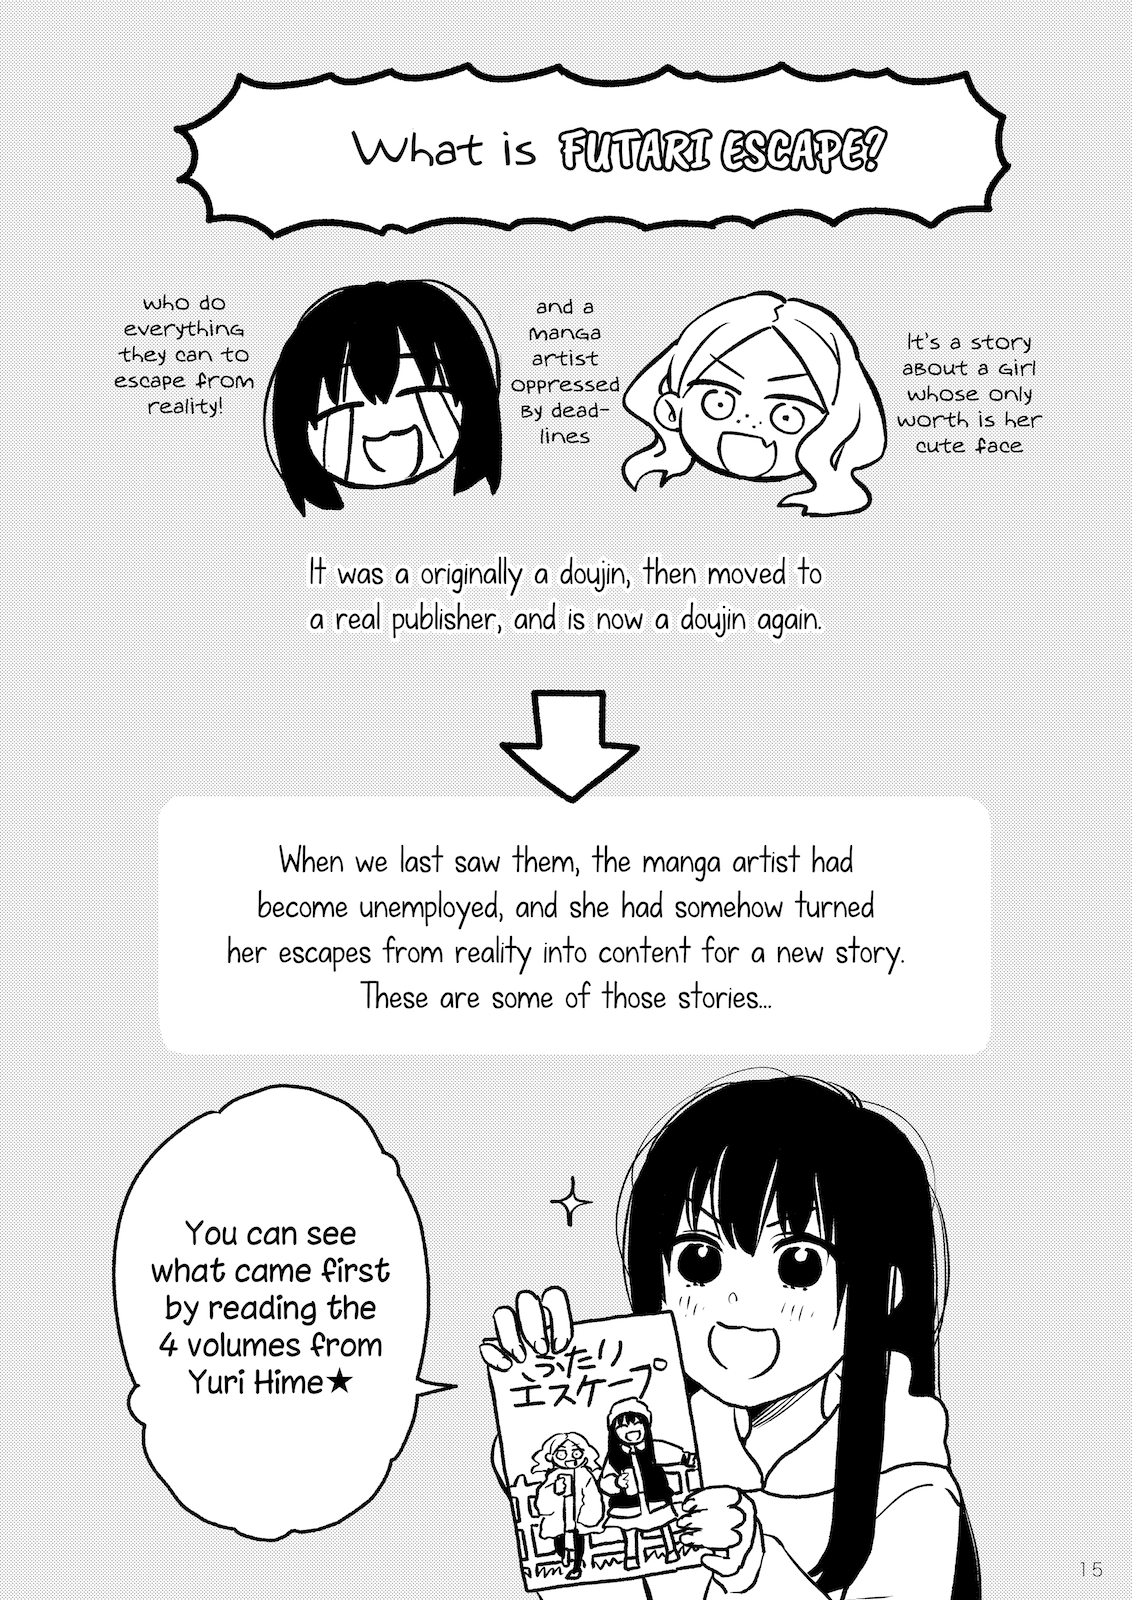 What is FUTARI ESCAPE?
It's a story
about a girl
whose only
worth is her
cute face
and a
manga
artist
oppressed
by dead-
lines
who do
everything
they can to
escape from
reality!
It was a originally a doujin, then moved to
a real publisher, and is now a doujin again.
When we last saw them, the manga artist had
become unemployed, and she had somehow turned
her escapes from reality into content for a new story.
These are some of those stories...
You can see
what came first
by reading the
4 volumes from
Yuri Hime★
ふたり
エスケープ
15